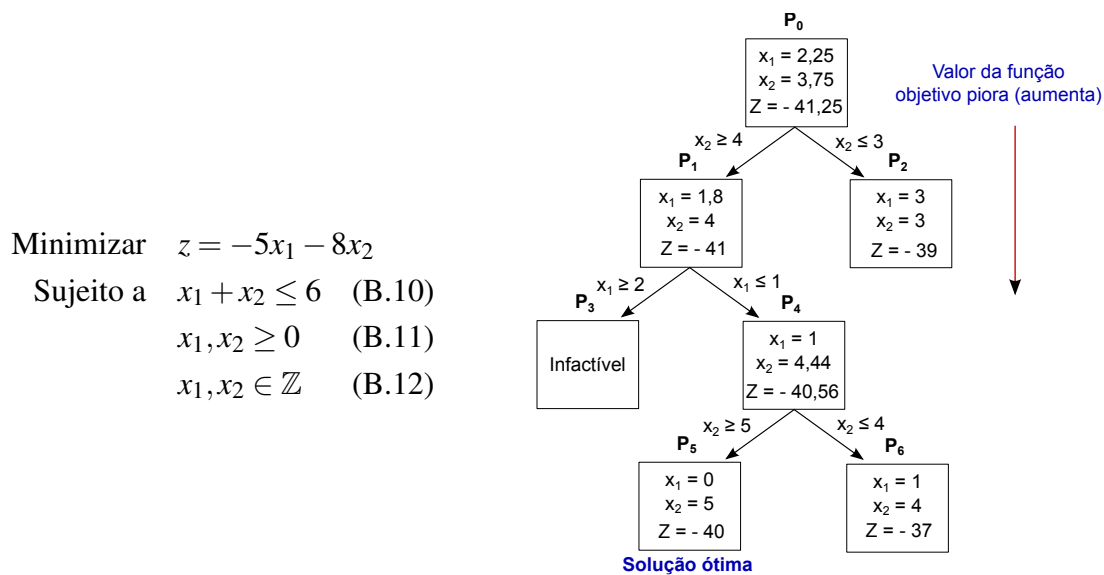 Minimizar z = −5x₁ − 8x₂
Sujeito a x₁ + x₂ ≤ 6 (B.10)
x₁, x₂ ≥ 0 (B.11)
x₁, x₂ ∈ ℤ (B.12)
P₀
x₁ = 2,25
x₂ = 3,75
Z = - 41,25
Valor da função
objetivo piora (aumenta)
x₂ ≥ 4
x₂ ≤ 3
P₁
x₁ = 1,8
x₂ = 4
Z = - 41
P₂
x₁ = 3
x₂ = 3
Z = - 39
x₁ ≥ 2
x₁ ≤ 1
P₃
Infactível
P₄
x₁ = 1
x₂ = 4,44
Z = - 40,56
x₂ ≥ 5
x₂ ≤ 4
P₅
x₁ = 0
x₂ = 5
Z = - 40
Solução ótima
P₆
x₁ = 1
x₂ = 4
Z = - 37